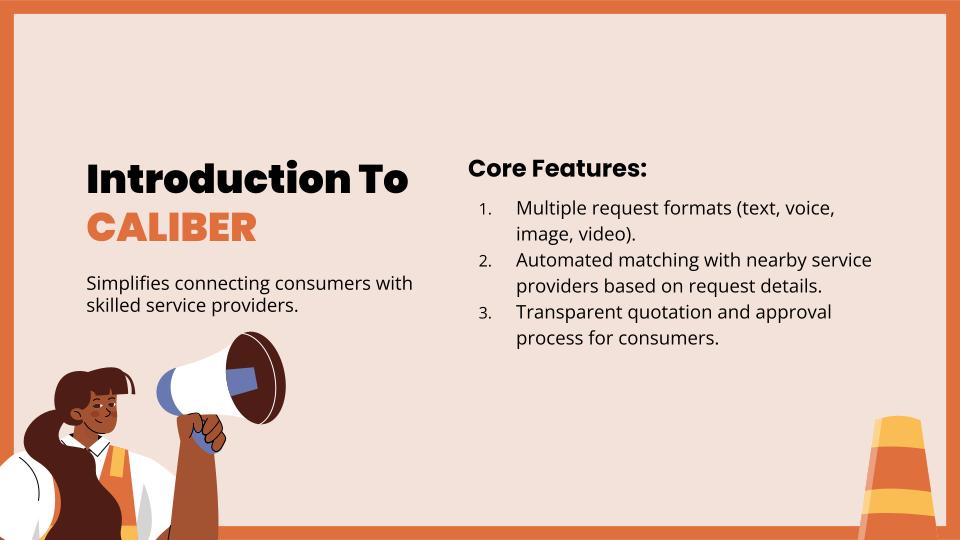 Introduction To
CALIBER
Simplifies connecting consumers with
skilled service providers.
Core Features:
1. Multiple request formats (text, voice,
image, video).
2. Automated matching with nearby service
providers based on request details.
3. Transparent quotation and approval
process for consumers.